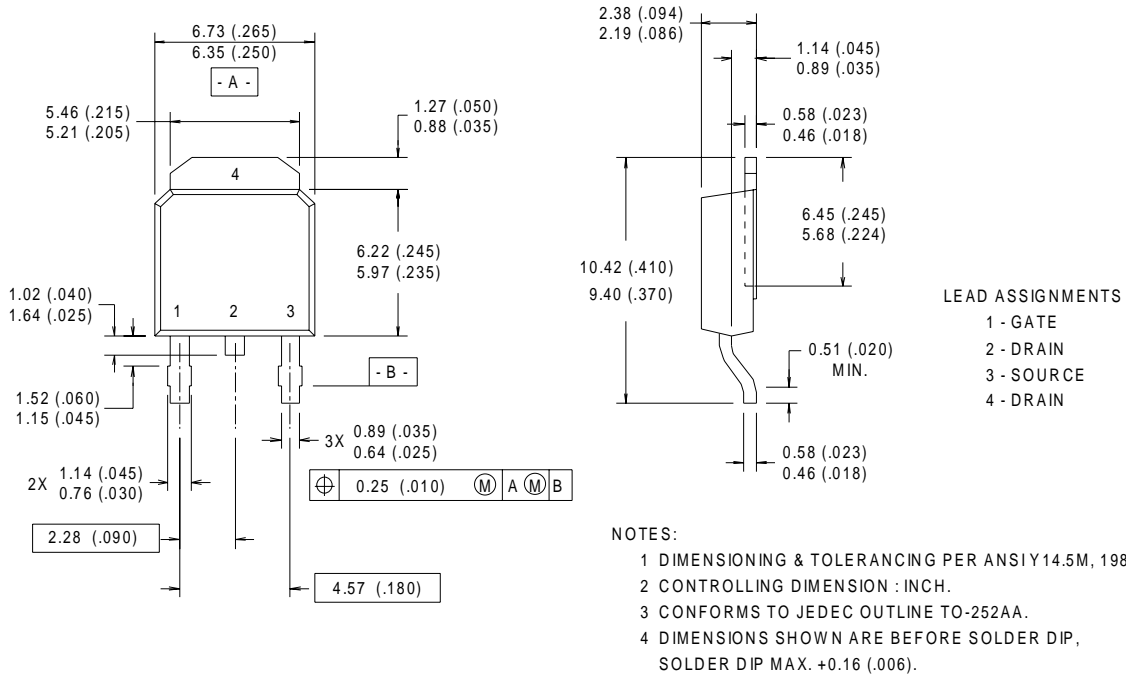 6.73 (.265)
6.35 (.250)
- A -
5.46 (.215)
5.21 (.205)
1.27 (.050)
0.88 (.035)
4
6.22 (.245)
5.97 (.235)
1.02 (.040)
1.64 (.025)
1 2 3
- B -
1.52 (.060)
1.15 (.045)
3X 0.89 (.035)
0.64 (.025)
2X 1.14 (.045)
0.76 (.030)
0.25 (.010) M A M B
2.28 (.090)
4.57 (.180)
2.38 (.094)
2.19 (.086)
1.14 (.045)
0.89 (.035)
0.58 (.023)
0.46 (.018)
6.45 (.245)
5.68 (.224)
10.42 (.410)
9.40 (.370)
0.51 (.020)
MIN.
0.58 (.023)
0.46 (.018)
LEAD ASSIGNMENTS
1 - GATE
2 - DRAIN
3 - SOURCE
4 - DRAIN
NOTES:
1 DIMENSIONING & TOLERANCING PER ANSI Y14.5M, 198
2 CONTROLLING DIMENSION : INCH.
3 CONFORMS TO JEDEC OUTLINE TO-252AA.
4 DIMENSIONS SHOWN ARE BEFORE SOLDER DIP,
SOLDER DIP MAX. +0.16 (.006).